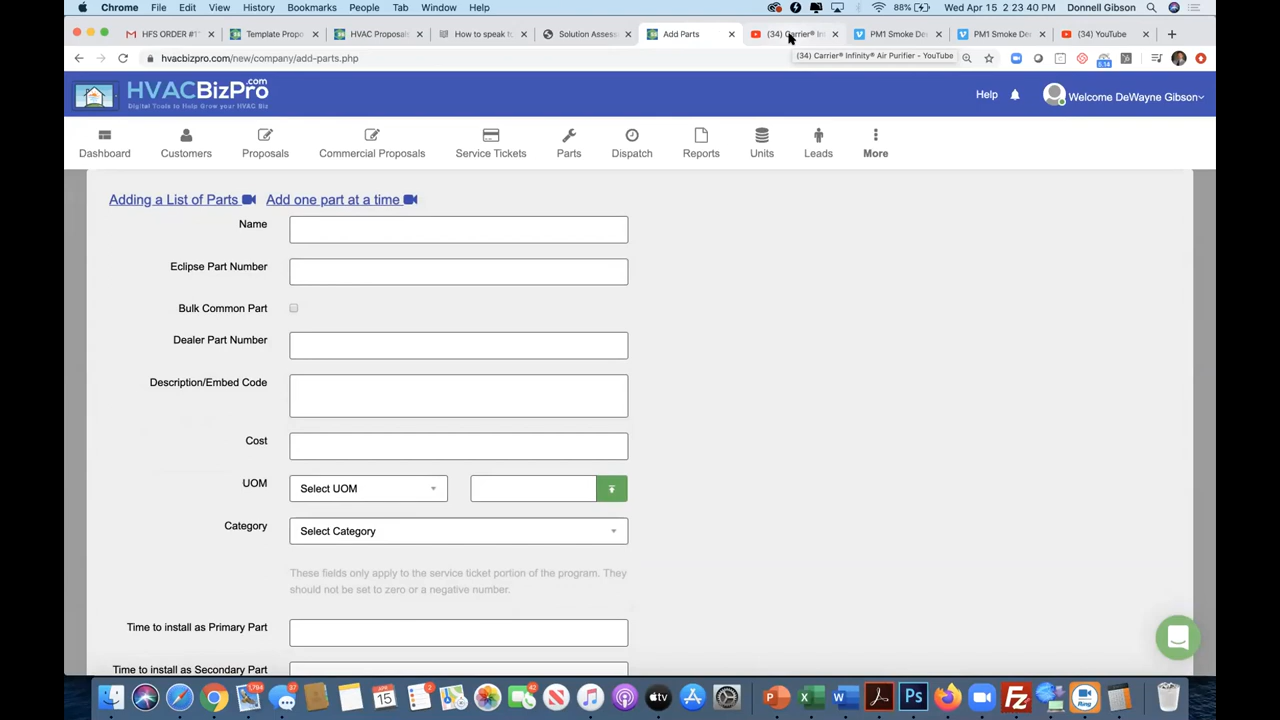 Chrome File Edit View History Bookmarks People Tab Window Help 88% Wed Apr 15 2 23 40 PM Donnell Gibson
HFS ORDER #1 Template Propo HVAC Proposals How to speak t Solution Assess Add Parts (34) Carrier® In PM1 Smoke De PM1 Smoke De (34) YouTube
hvacbizpro.com/new/company/add-parts.php
(34) Carrier® Infinity® Air Purifier - YouTube
HVACBizPro.com
Digital Tools to Help Grow your HVAC Biz
Help Welcome DeWayne Gibson
Dashboard Customers Proposals Commercial Proposals Service Tickets Parts Dispatch Reports Units Leads More
Adding a List of Parts Add one part at a time
Name
Eclipse Part Number
Bulk Common Part
Dealer Part Number
Description/Embed Code
Cost
UOM Select UOM
Category Select Category
These fields only apply to the service ticket portion of the program. They
should not be set to zero or a negative number.
Time to install as Primary Part
Time to install as Secondary Part